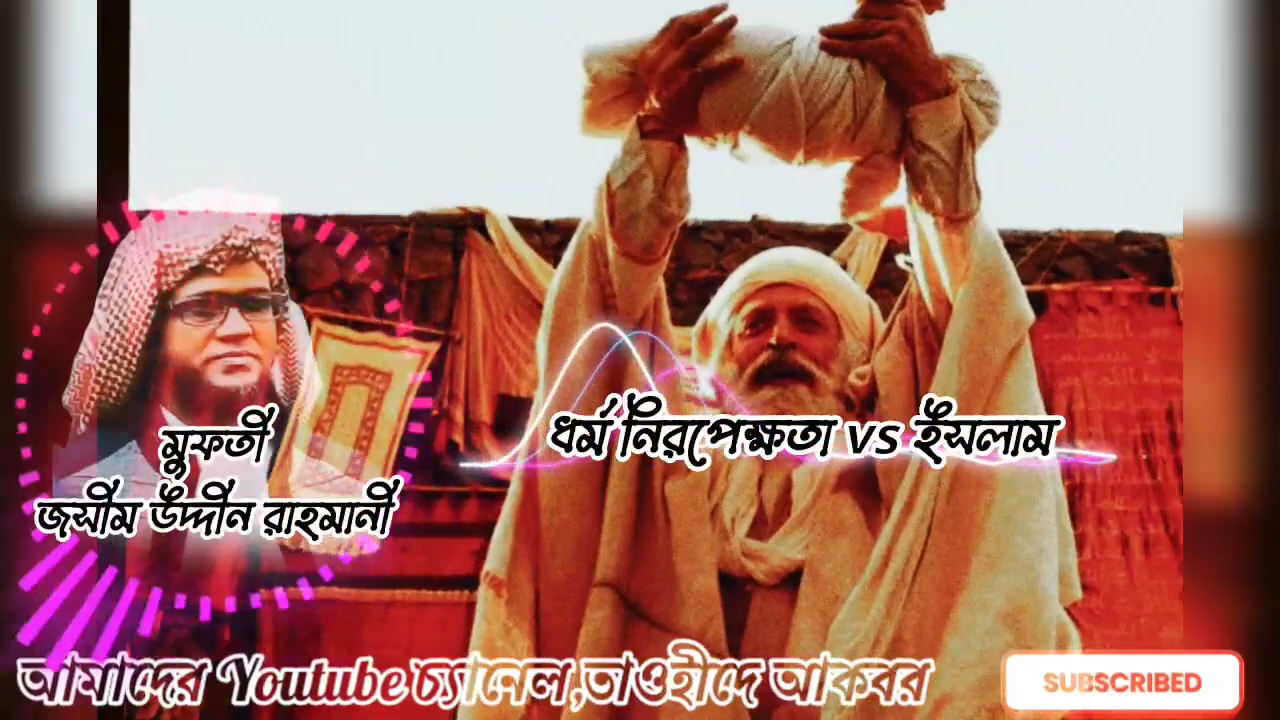 মুফতী
জসীম উদ্দীন রাহমানী
ধর্ম নিরপেক্ষতা vs ইসলাম
আমাদের Youtube চ্যানেল,তাওহীদে আকবর
SUBSCRIBED